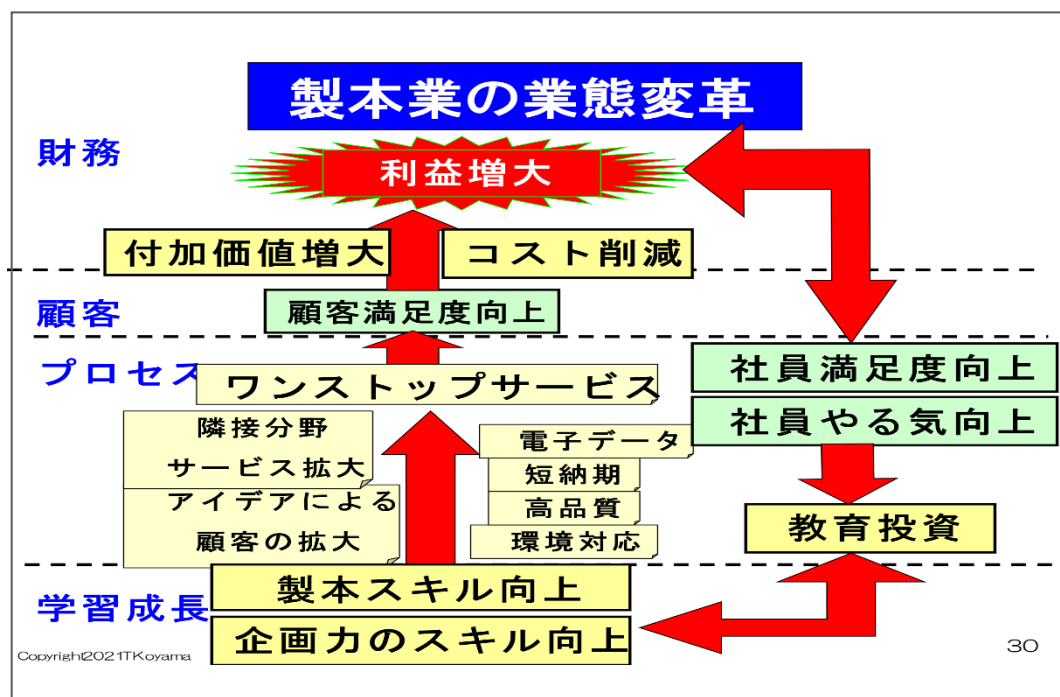 製本業の業態変革
財務
利益増大
付加価値増大
コスト削減
顧客
顧客満足度向上
プロセス
ワンストップサービス
社員満足度向上
社員やる気向上
隣接分野
サービス拡大
アイデアによる
顧客の拡大
電子データ
短納期
高品質
環境対応
教育投資
学習成長
製本スキル向上
企画力のスキル向上
Copyright2021TKoyama
30